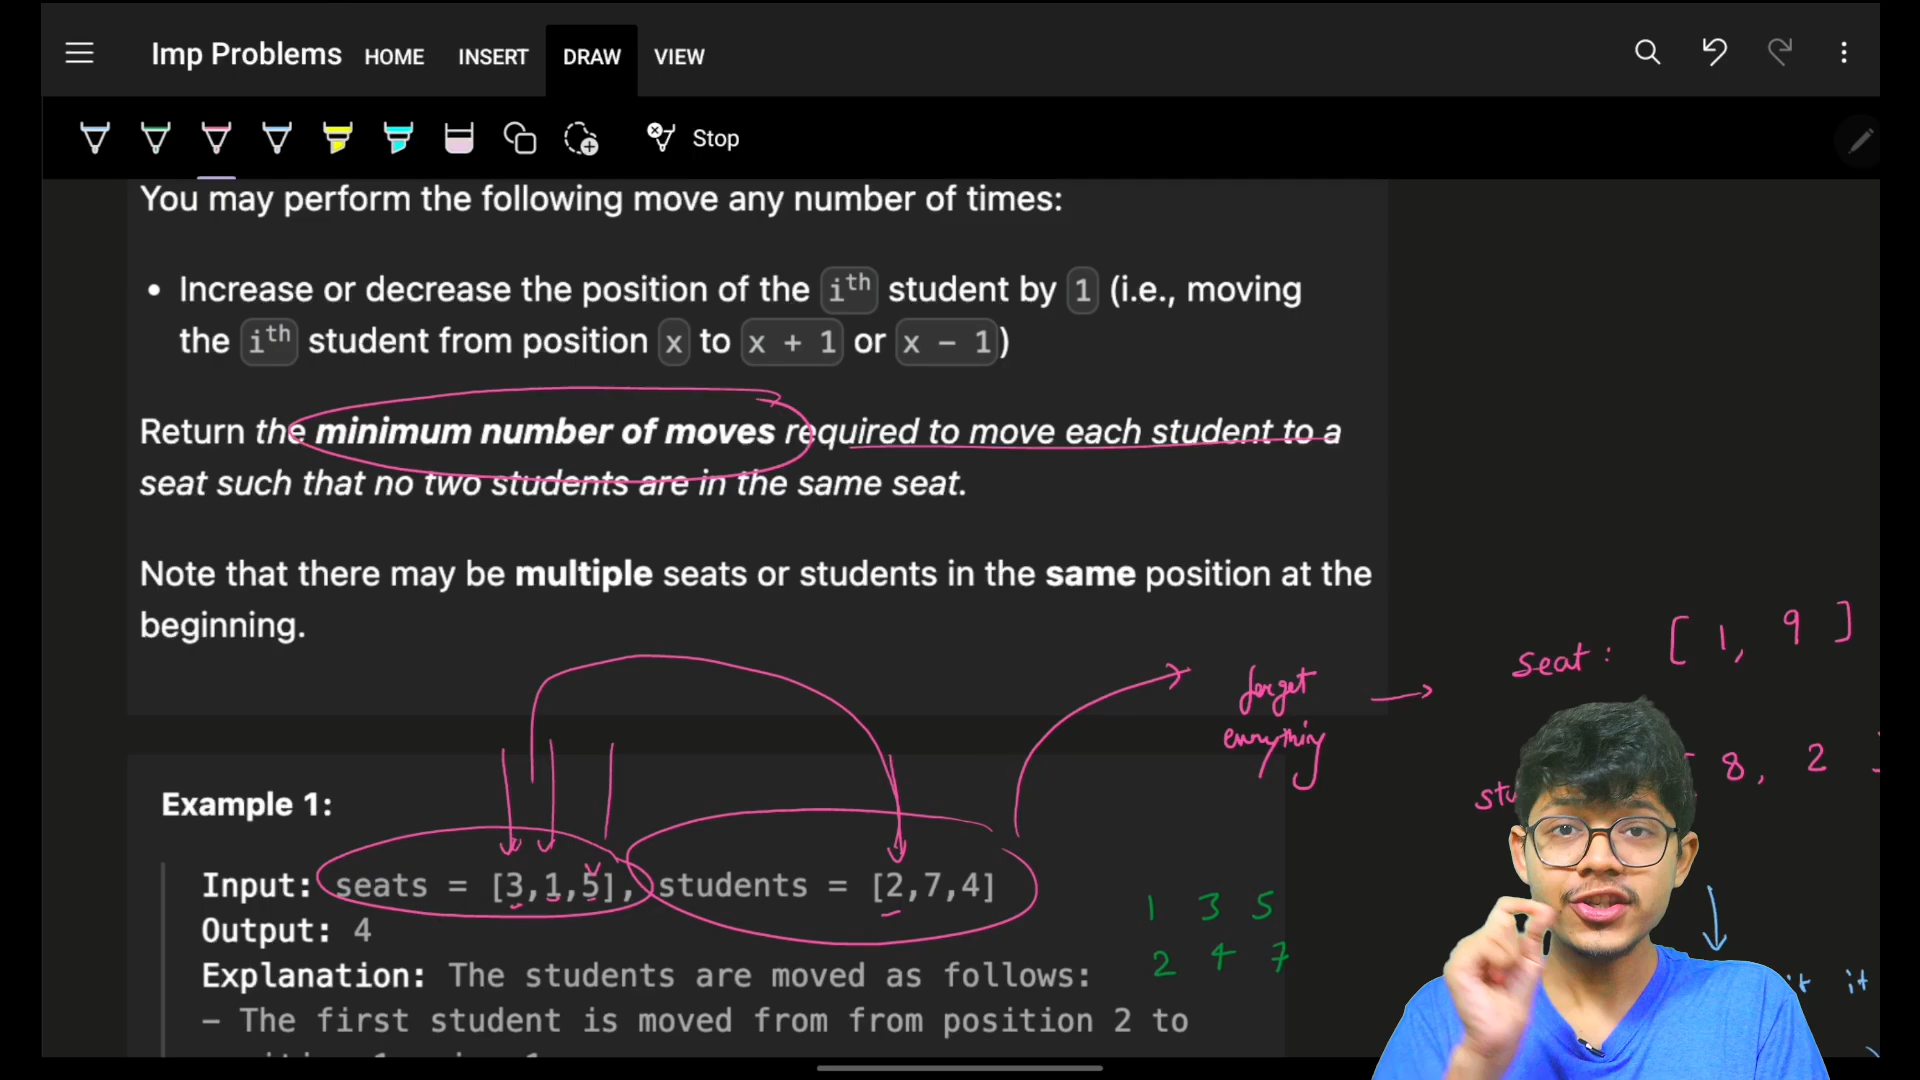 Imp Problems HOME INSERT DRAW VIEW
Stop
You may perform the following move any number of times:
• Increase or decrease the position of the ith student by 1 (i.e., moving
the ith student from position x to x + 1 or x − 1)
Return the minimum number of moves required to move each student to a
seat such that no two students are in the same seat.
Note that there may be multiple seats or students in the same position at the
beginning.
seat : [ 1, 9 ]
forget
everything
8, 2
Example 1:
Input: seats = [3,1,5], students = [2,7,4]
Output: 4
Explanation: The students are moved as follows:
– The first student is moved from from position 2 to
1 3 5
2 4 7
it